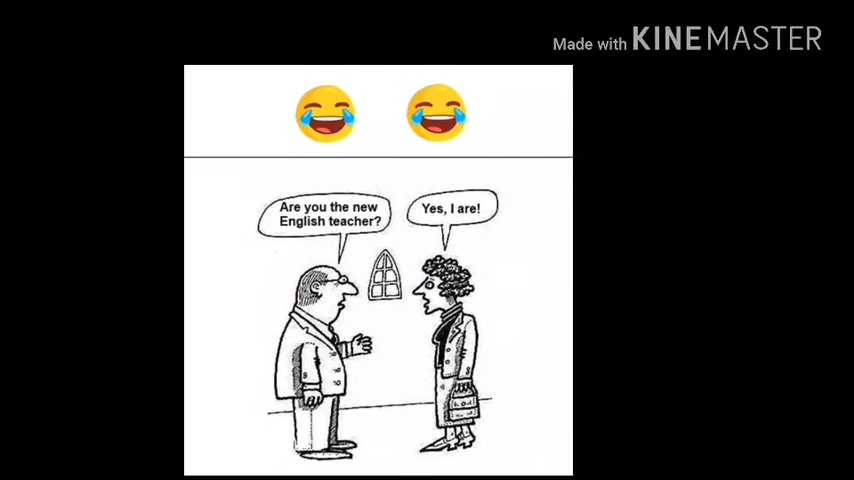 Made with KINEMASTER
Are you the new
English teacher?
Yes, I are!